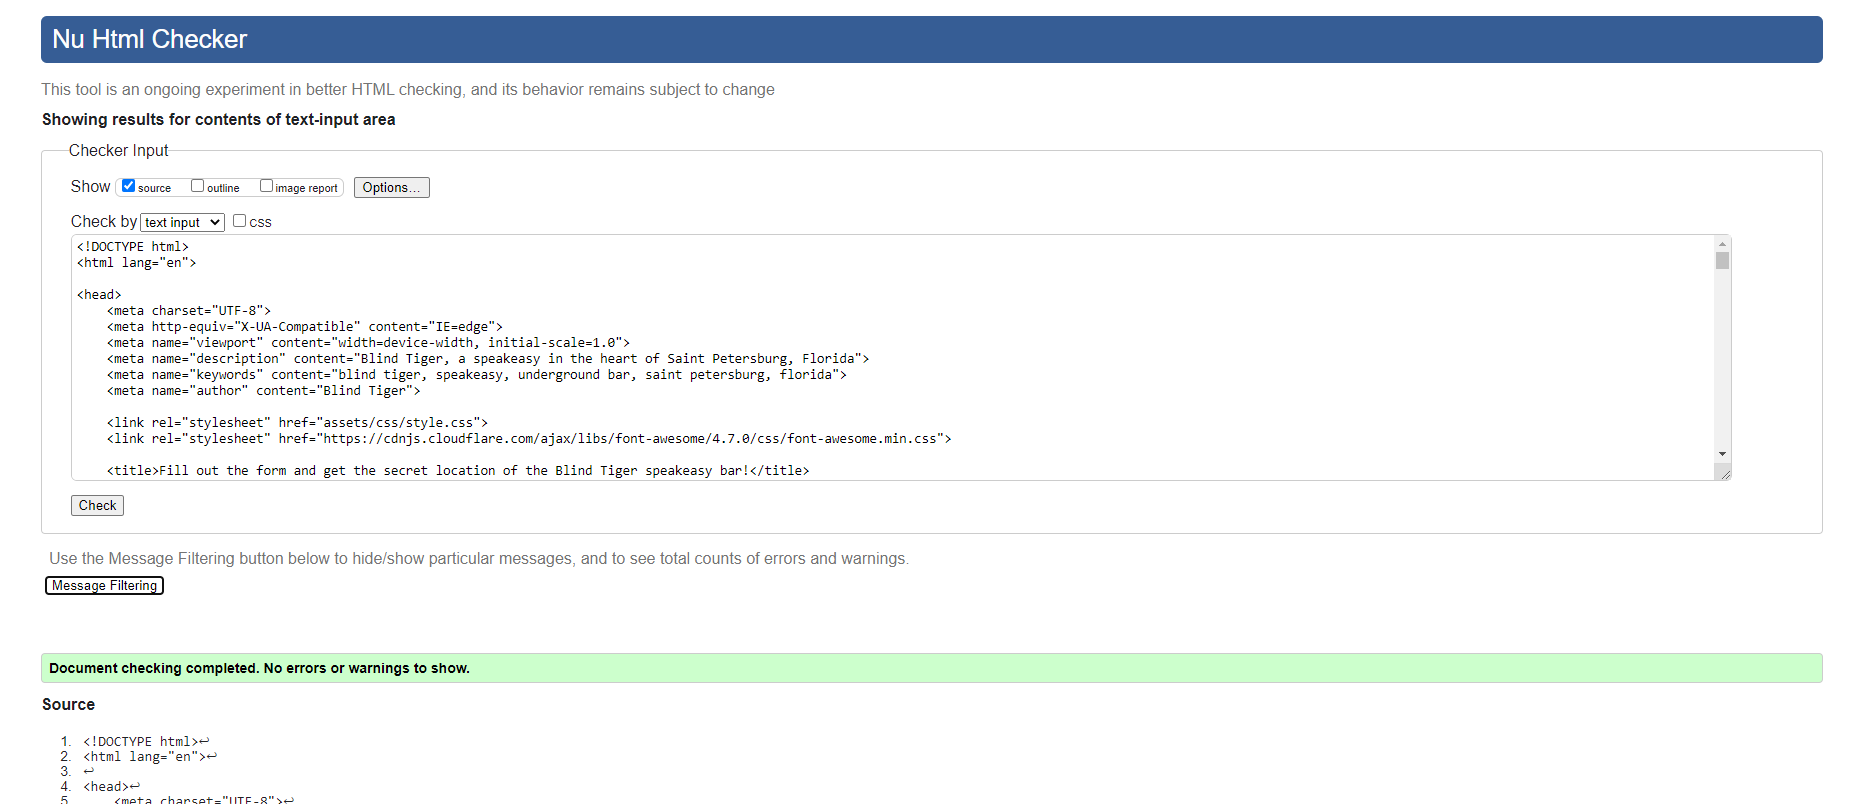 Nu Html Checker
This tool is an ongoing experiment in better HTML checking, and its behavior remains subject to change
Showing results for contents of text-input area
Checker Input
Show source outline image report Options...
Check by text input css
<!DOCTYPE html>
<html lang="en">
<head>
    <meta charset="UTF-8">
    <meta http-equiv="X-UA-Compatible" content="IE=edge">
    <meta name="viewport" content="width=device-width, initial-scale=1.0">
    <meta name="description" content="Blind Tiger, a speakeasy in the heart of Saint Petersburg, Florida">
    <meta name="keywords" content="blind tiger, speakeasy, underground bar, saint petersburg, florida">
    <meta name="author" content="Blind Tiger">
    <link rel="stylesheet" href="assets/css/style.css">
    <link rel="stylesheet" href="https://cdnjs.cloudflare.com/ajax/libs/font-awesome/4.7.0/css/font-awesome.min.css">
    <title>Fill out the form and get the secret location of the Blind Tiger speakeasy bar!</title>
Check
Use the Message Filtering button below to hide/show particular messages, and to see total counts of errors and warnings.
Message Filtering
Document checking completed. No errors or warnings to show.
Source
1. <!DOCTYPE html>↩
2. <html lang="en">↩
3. ↩
4. <head>↩
5.     <meta charset="UTF-8">↩